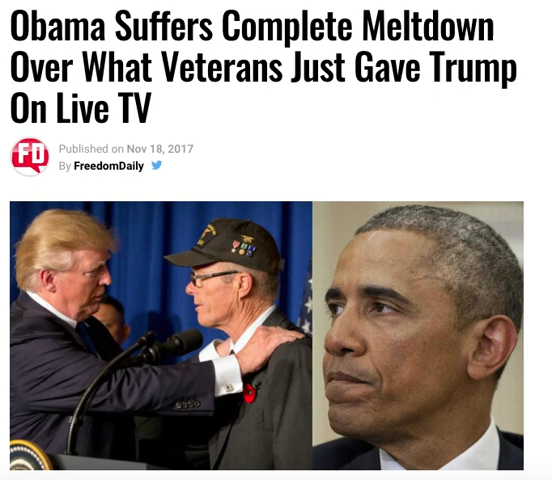 Obama Suffers Complete Meltdown
Over What Veterans Just Gave Trump
On Live TV
FD
Published on Nov 18, 2017
By FreedomDaily